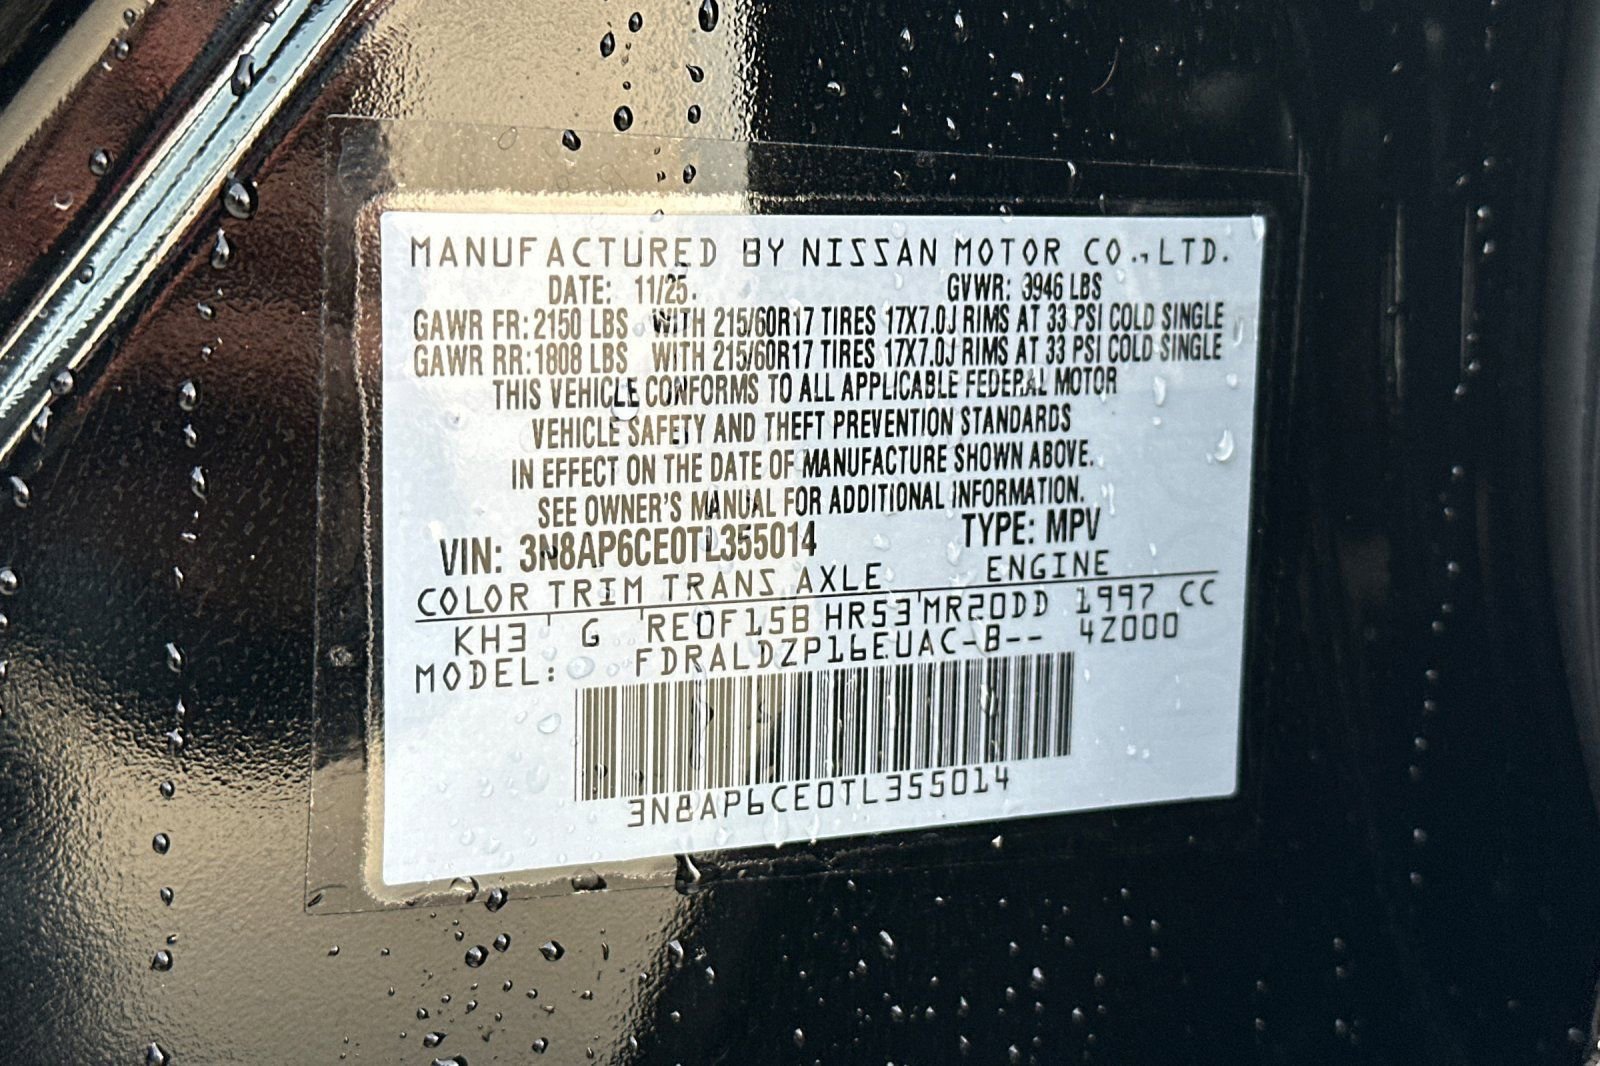 MANUFACTURED BY NISSAN MOTOR CO.,LTD.
DATE: 11/25. GVWR: 3946 LBS
GAWR FR: 2150 LBS WITH 215/60R17 TIRES 17X7.0J RIMS AT 33 PSI COLD SINGLE
GAWR RR: 1808 LBS WITH 215/60R17 TIRES 17X7.0J RIMS AT 33 PSI COLD SINGLE
THIS VEHICLE CONFORMS TO ALL APPLICABLE FEDERAL MOTOR
VEHICLE SAFETY AND THEFT PREVENTION STANDARDS
IN EFFECT ON THE DATE OF MANUFACTURE SHOWN ABOVE.
SEE OWNER'S MANUAL FOR ADDITIONAL INFORMATION.
VIN: 3N8AP6CE0TL355014 TYPE: MPV
COLOR TRIM TRANS AXLE ENGINE
KH3 G RE0F15B HR53 MR20DD 1997 CC
MODEL: FDRALDZP16EUAC-B-- 4Z000
3N8AP6CE0TL355014